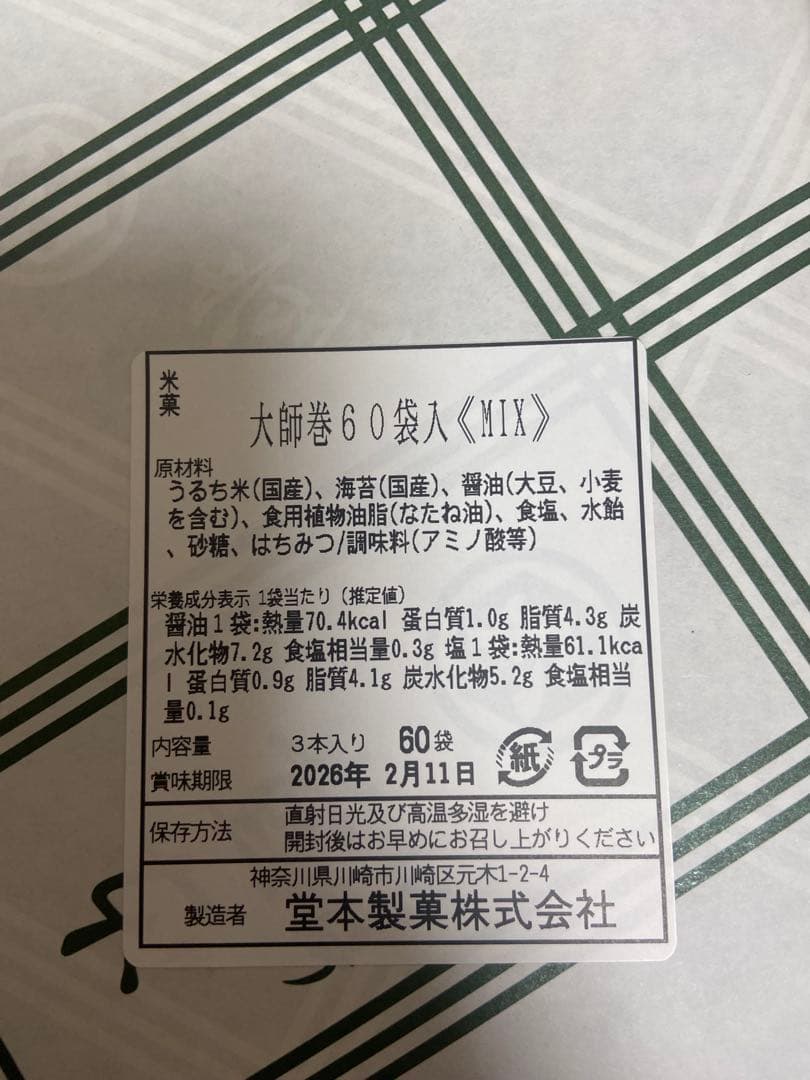 米菓
大師巻６０袋入《MIX》
原材料
うるち米(国産)、海苔(国産)、醤油(大豆、小麦
を含む)、食用植物油脂(なたね油)、食塩、水飴
、砂糖、はちみつ/調味料(アミノ酸等)
栄養成分表示 1袋当たり（推定値）
醤油１袋:熱量70.4kcal 蛋白質1.0g 脂質4.3g 炭
水化物7.2g 食塩相当量0.3g 塩１袋:熱量61.1kca
l 蛋白質0.9g 脂質4.1g 炭水化物5.2g 食塩相当
量0.1g
内容量 3本入り 60袋
賞味期限 2026年 2月11日
紙 プラ
保存方法 直射日光及び高温多湿を避け
開封後はお早めにお召し上がりください
神奈川県川崎市川崎区元木1-2-4
製造者 堂本製菓株式会社